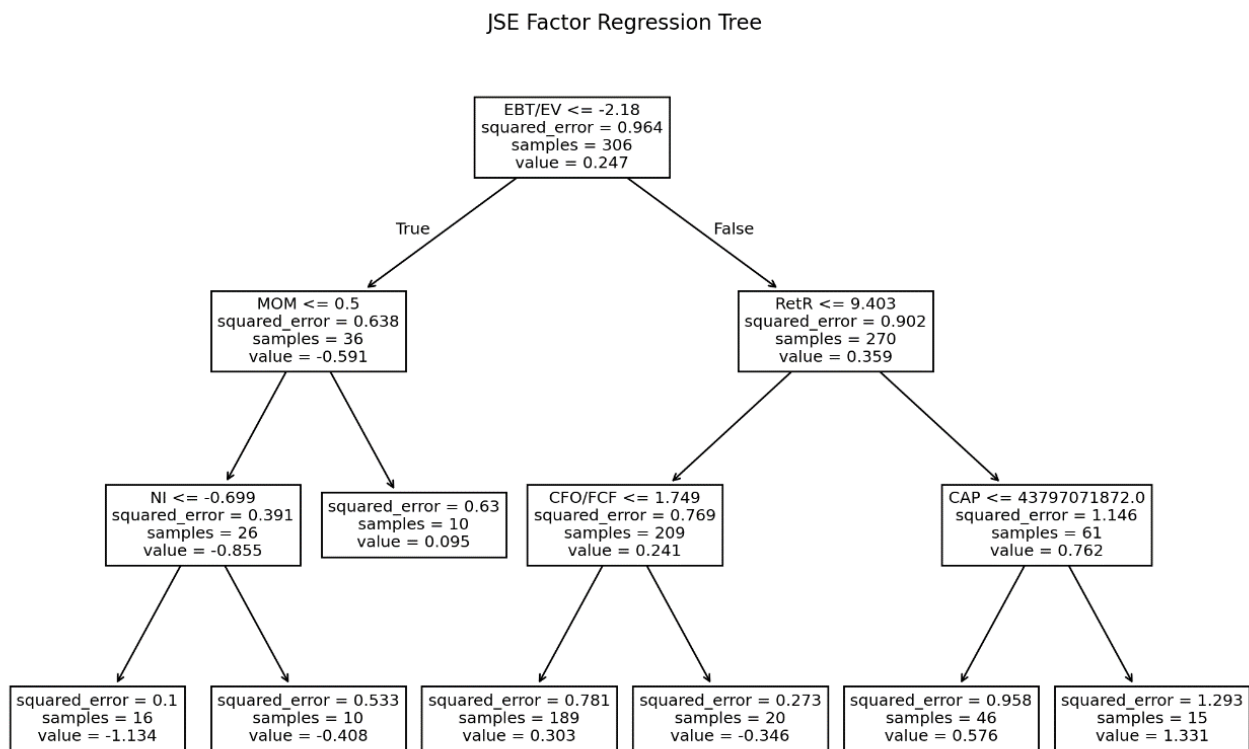 JSE Factor Regression Tree
EBT/EV <= -2.18
squared_error = 0.964
samples = 306
value = 0.247
True
False
MOM <= 0.5
squared_error = 0.638
samples = 36
value = -0.591
RetR <= 9.403
squared_error = 0.902
samples = 270
value = 0.359
NI <= -0.699
squared_error = 0.391
samples = 26
value = -0.855
squared_error = 0.63
samples = 10
value = 0.095
CFO/FCF <= 1.749
squared_error = 0.769
samples = 209
value = 0.241
CAP <= 43797071872.0
squared_error = 1.146
samples = 61
value = 0.762
squared_error = 0.1
samples = 16
value = -1.134
squared_error = 0.533
samples = 10
value = -0.408
squared_error = 0.781
samples = 189
value = 0.303
squared_error = 0.273
samples = 20
value = -0.346
squared_error = 0.958
samples = 46
value = 0.576
squared_error = 1.293
samples = 15
value = 1.331